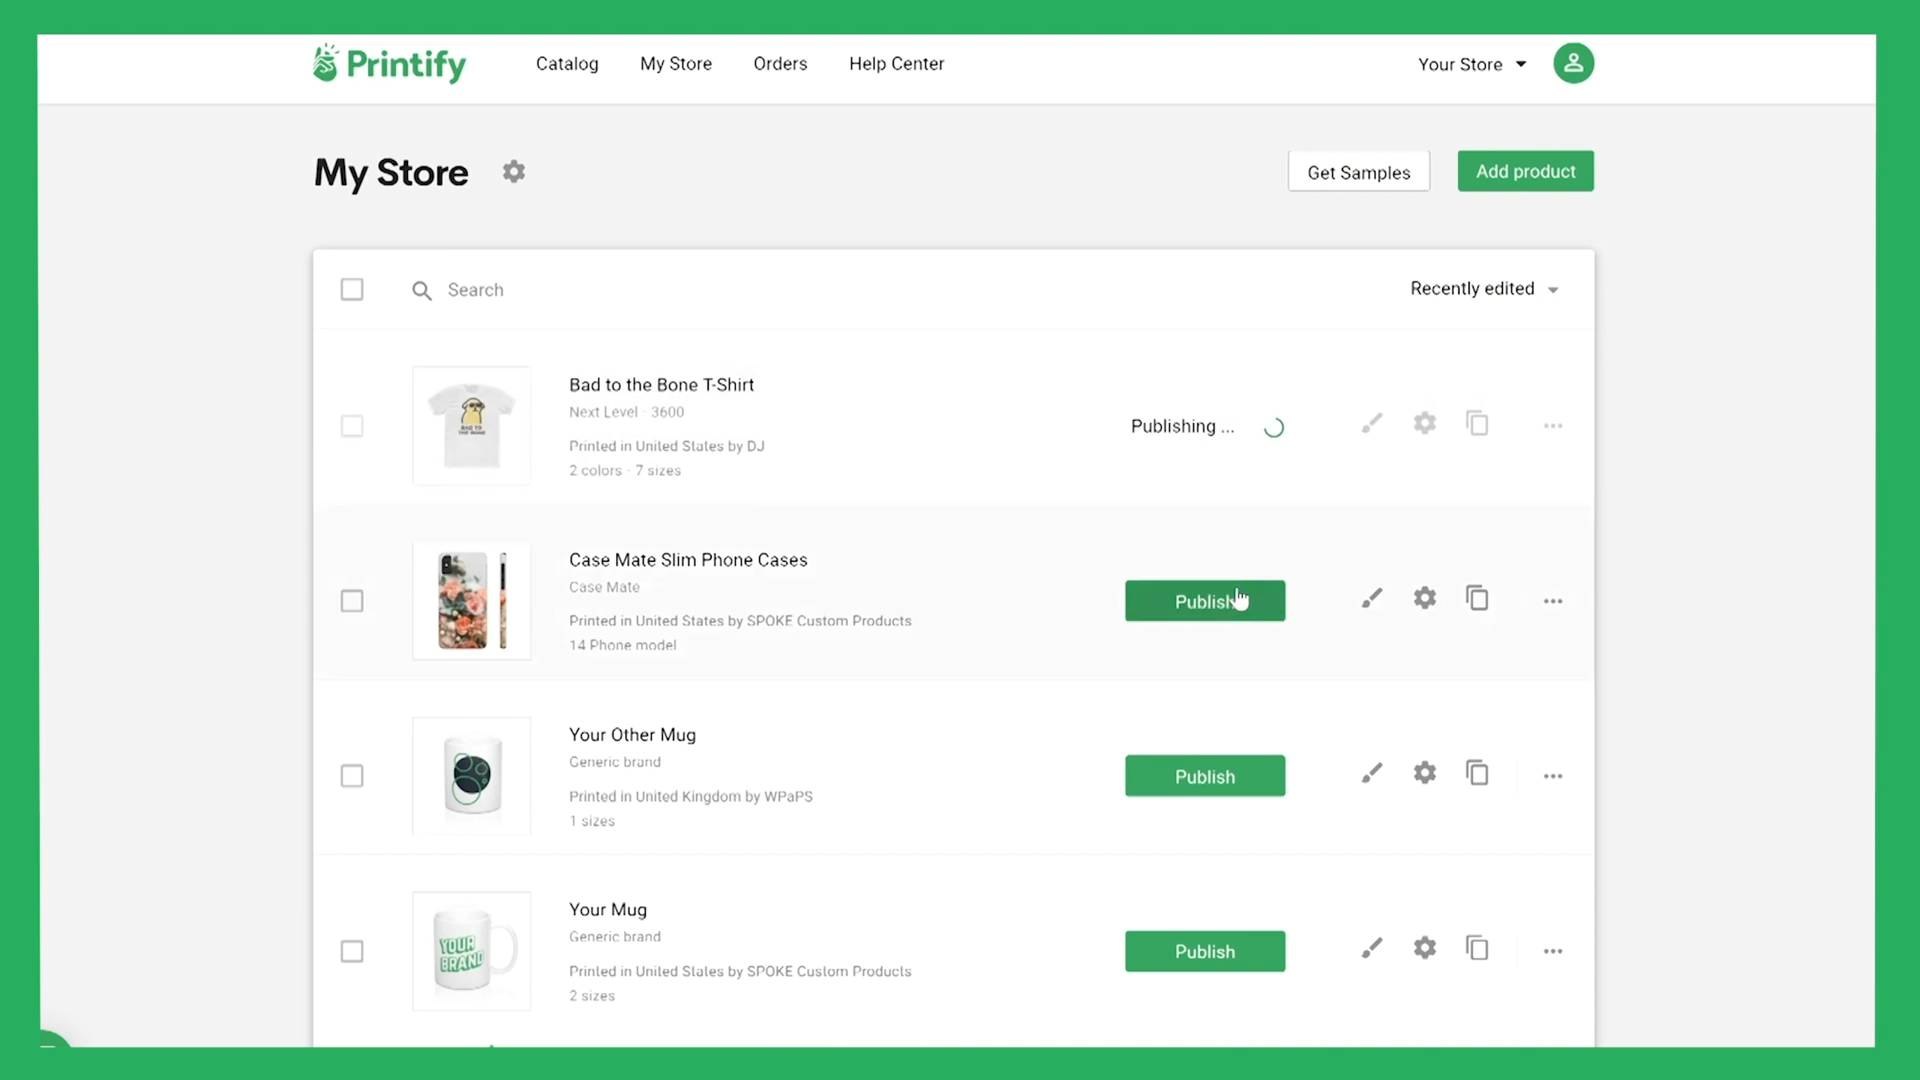 Printify
Catalog
My Store
Orders
Help Center
Your Store
My Store
Get Samples
Add product
Search
Recently edited
Bad to the Bone T-Shirt
Next Level · 3600
Printed in United States by DJ
2 colors · 7 sizes
BAD TO
THE BONE
Publishing ...
Case Mate Slim Phone Cases
Case Mate
Printed in United States by SPOKE Custom Products
14 Phone model
Publish
Your Other Mug
Generic brand
Printed in United Kingdom by WPaPS
1 sizes
Publish
YOUR
BRAND
Your Mug
Generic brand
Printed in United States by SPOKE Custom Products
2 sizes
Publish